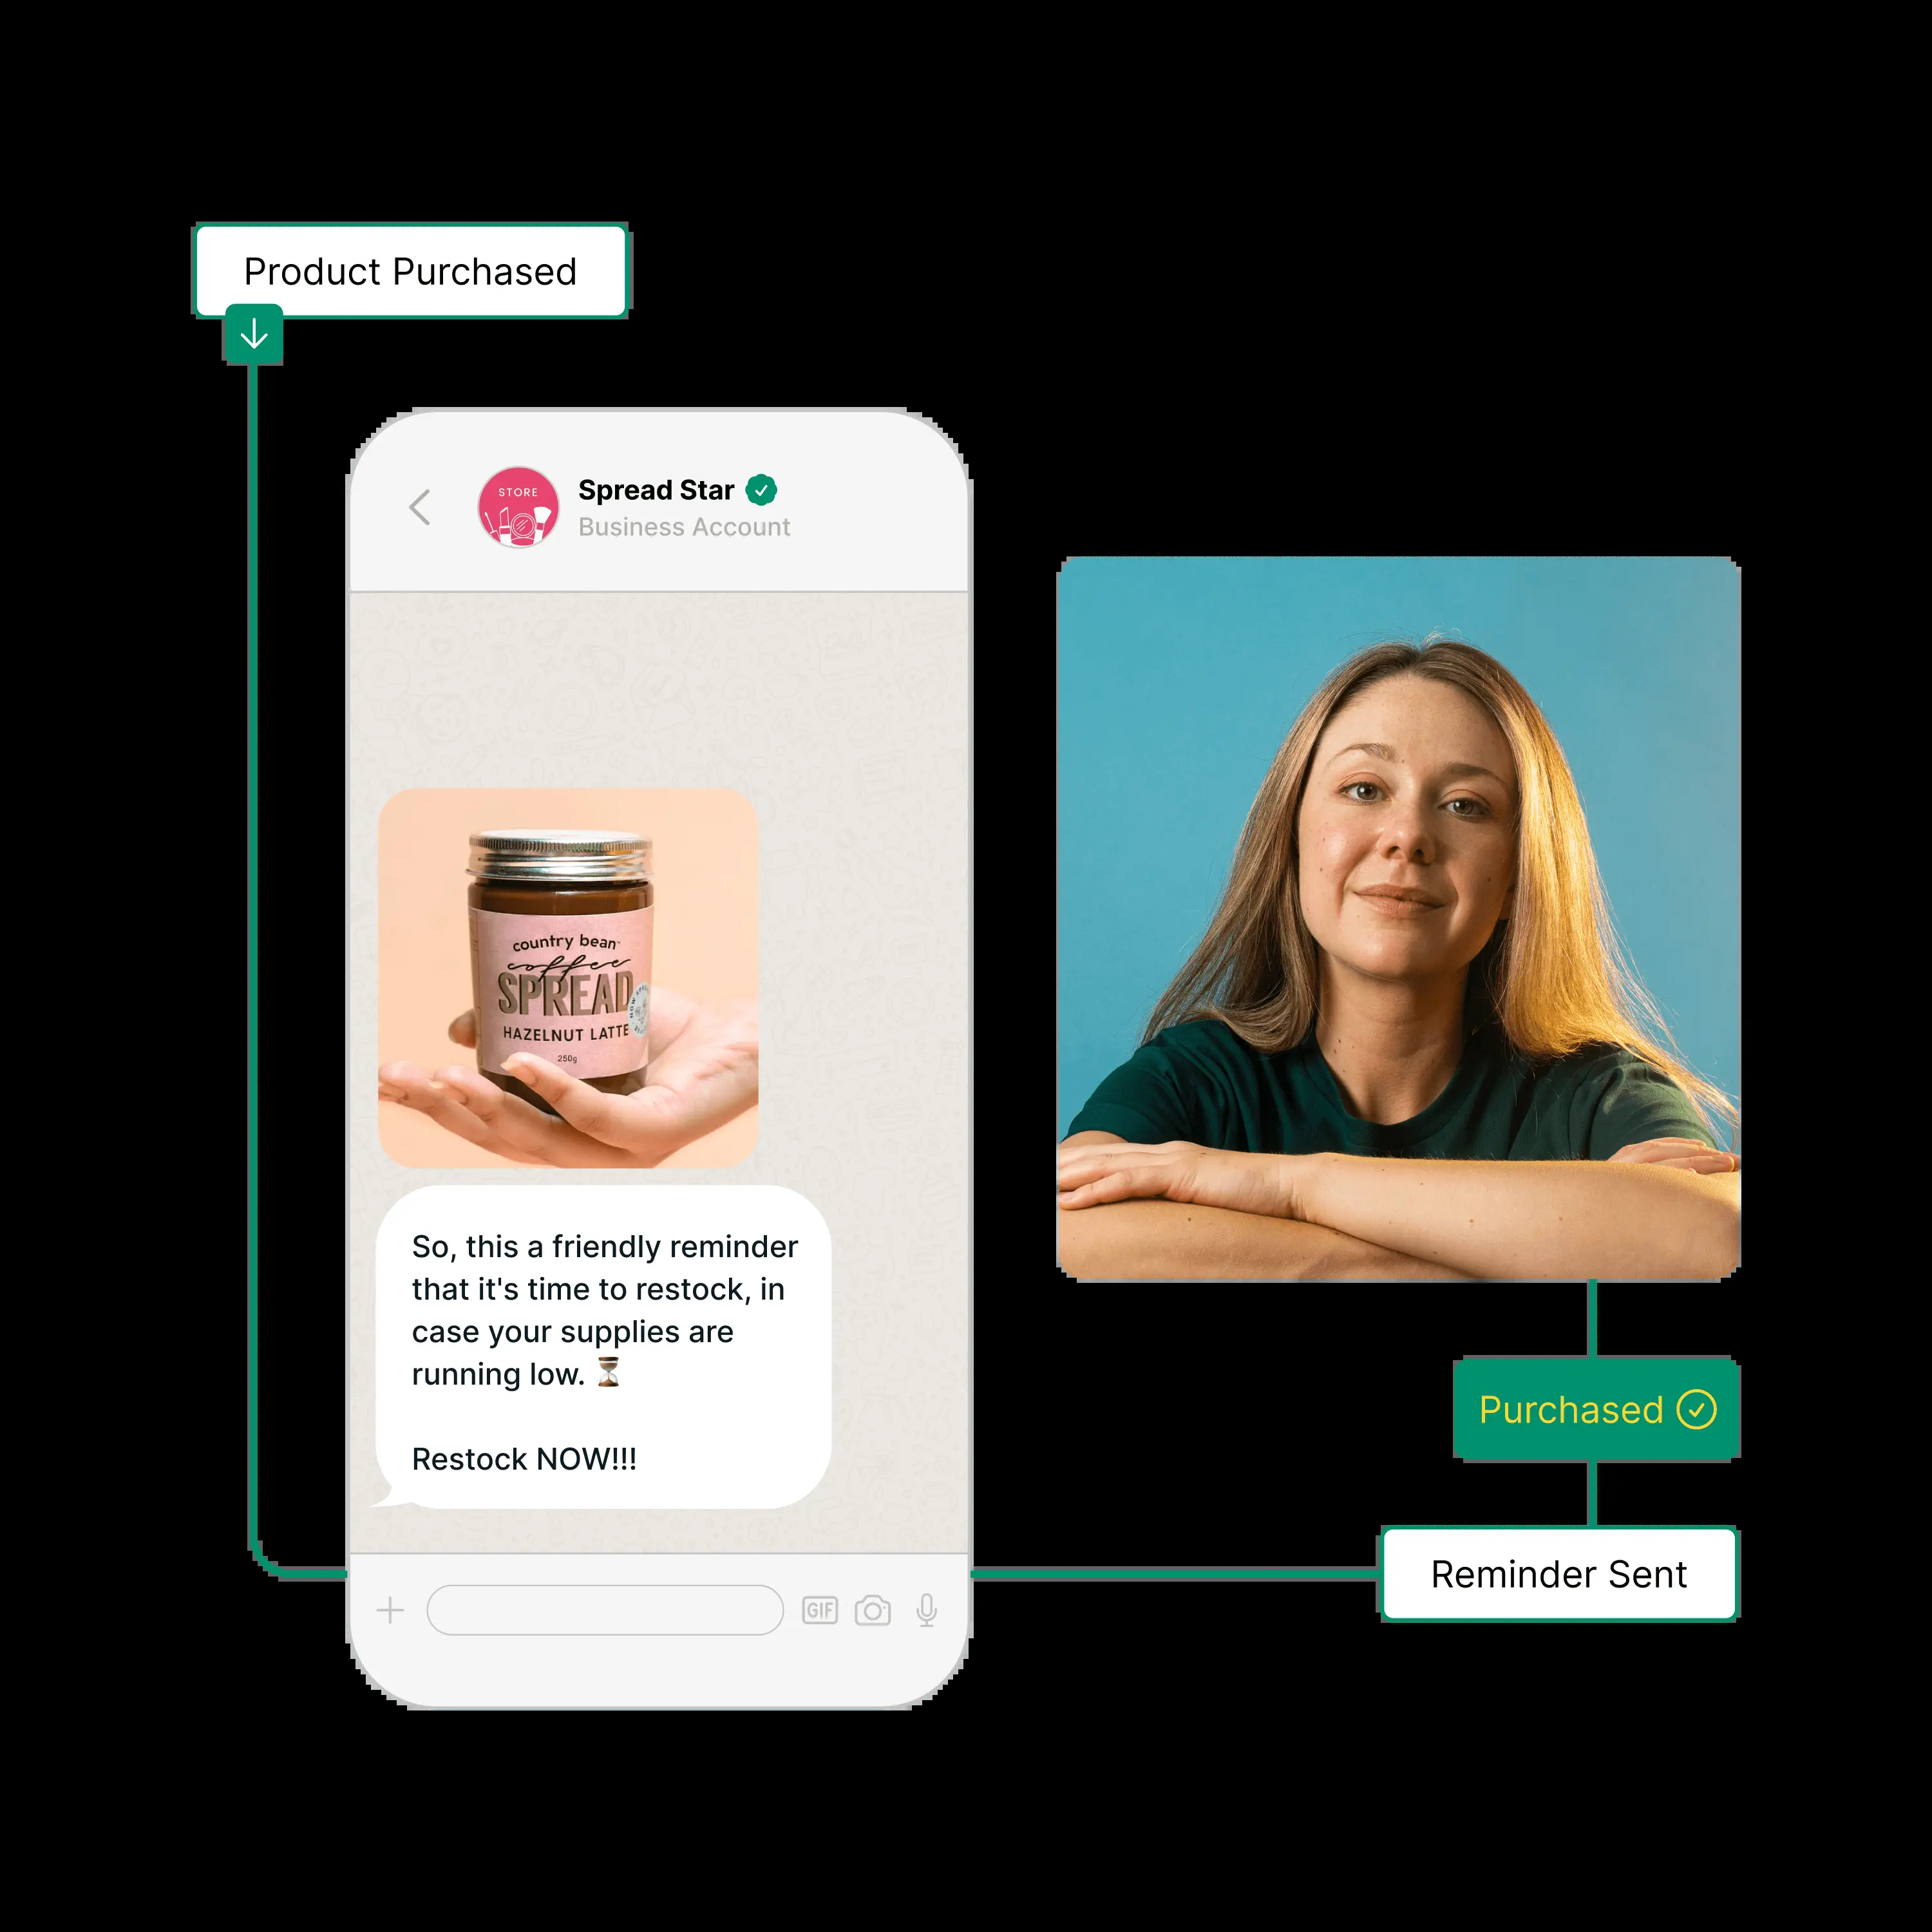 Product Purchased
STORE
Spread Star
Business Account
country bean
coffee
SPREAD
HAZELNUT LATTE
250g
So, this a friendly reminder
that it's time to restock, in
case your supplies are
running low. ⏳
Restock NOW!!!
GIF
Purchased
Reminder Sent